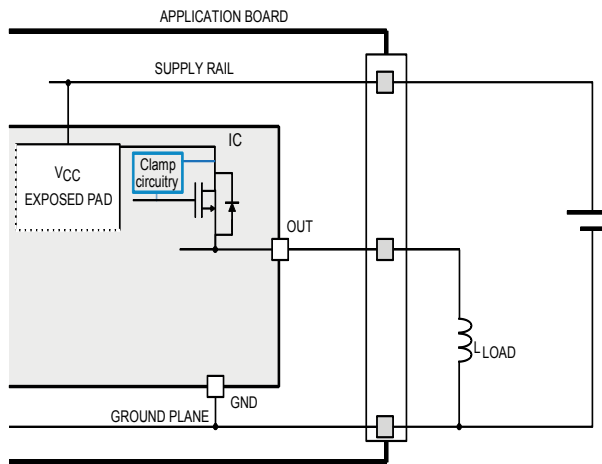 APPLICATION BOARD
SUPPLY RAIL
IC
VCC
EXPOSED PAD
Clamp
circuitry
OUT
LLOAD
GND
GROUND PLANE